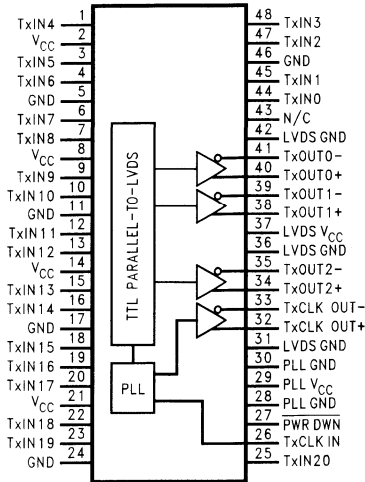 TxIN4 1
VCC 2
TxIN5 3
TxIN6 4
GND 5
TxIN7 6
TxIN8 7
VCC 8
TxIN9 9
TxIN10 10
GND 11
TxIN11 12
TxIN12 13
VCC 14
TxIN13 15
TxIN14 16
GND 17
TxIN15 18
TxIN16 19
TxIN17 20
VCC 21
TxIN18 22
TxIN19 23
GND 24
TTL PARALLEL-TO-LVDS
PLL
48 TxIN3
47 TxIN2
46 GND
45 TxIN1
44 TxIN0
43 N/C
42 LVDS GND
41 TxOUT0-
40 TxOUT0+
39 TxOUT1-
38 TxOUT1+
37 LVDS VCC
36 LVDS GND
35 TxOUT2-
34 TxOUT2+
33 TxCLK OUT-
32 TxCLK OUT+
31 LVDS GND
30 PLL GND
29 PLL VCC
28 PLL GND
27 PWR DWN
26 TxCLK IN
25 TxIN20